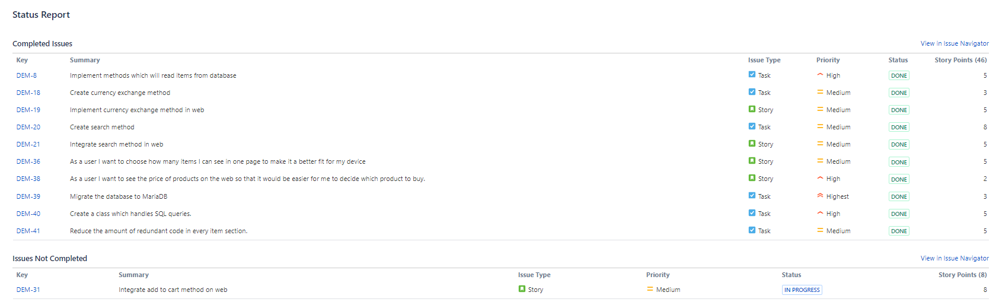 Status Report
Completed Issues View in Issue Navigator
Key Summary Issue Type Priority Status Story Points (46)
DEM-8 Implement methods which will read items from database Task High DONE 5
DEM-18 Create currency exchange method Task Medium DONE 3
DEM-19 Implement currency exchange method in web Story Medium DONE 5
DEM-20 Create search method Task Medium DONE 8
DEM-21 Integrate search method in web Story Medium DONE 5
DEM-36 As a user I want to choose how many items I can see in one page to make it a better fit for my device Story Medium DONE 5
DEM-38 As a user I want to see the price of products on the web so that it would be easier for me to decide which product to buy. Story High DONE 2
DEM-39 Migrate the database to MariaDB Task Highest DONE 3
DEM-40 Create a class which handles SQL queries. Task High DONE 5
DEM-41 Reduce the amount of redundant code in every item section. Task Medium DONE 5
Issues Not Completed View in Issue Navigator
Key Summary Issue Type Priority Status Story Points (8)
DEM-31 Integrate add to cart method on web Story Medium IN PROGRESS 8